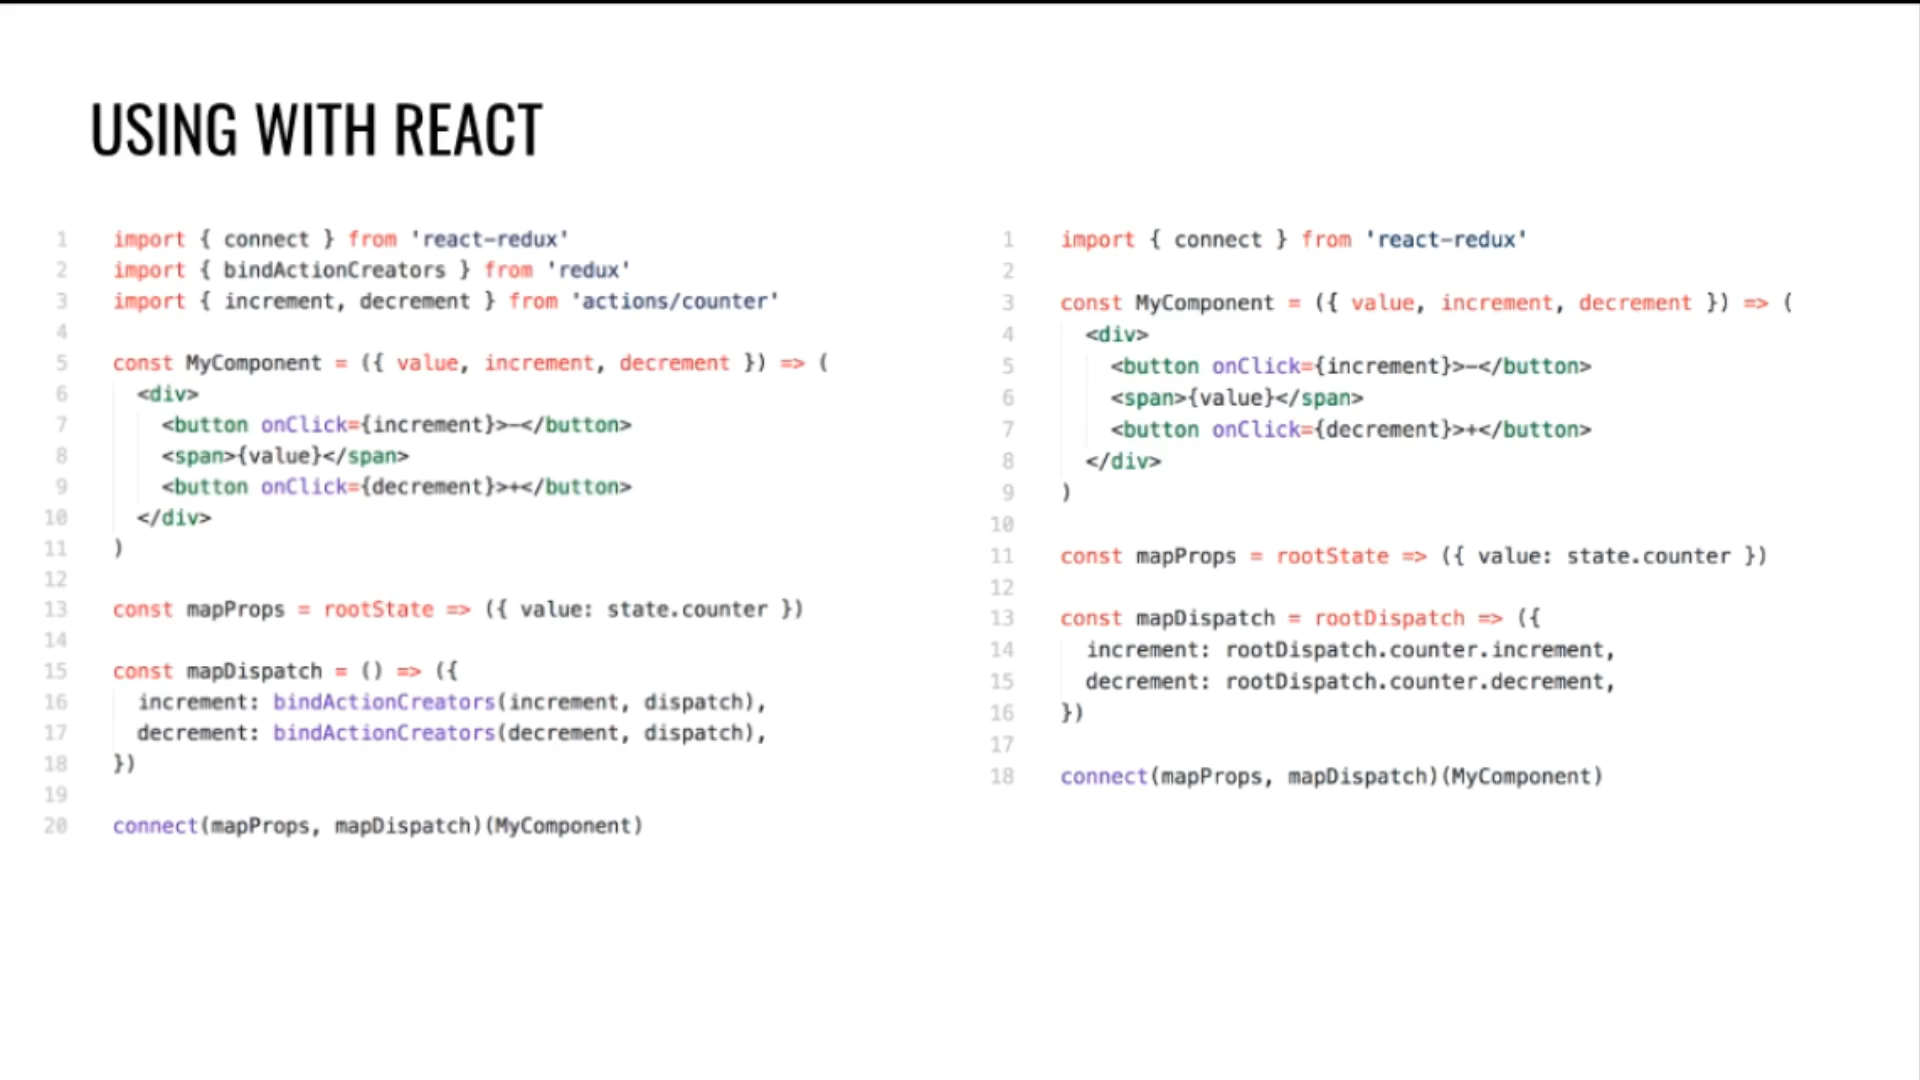 USING WITH REACT
1 import { connect } from 'react-redux'
2 import { bindActionCreators } from 'redux'
3 import { increment, decrement } from 'actions/counter'
4
5 const MyComponent = ({ value, increment, decrement }) => (
6   <div>
7     <button onClick={increment}>–</button>
8     <span>{value}</span>
9     <button onClick={decrement}>+</button>
10   </div>
11 )
12
13 const mapProps = rootState => ({ value: state.counter })
14
15 const mapDispatch = () => ({
16   increment: bindActionCreators(increment, dispatch),
17   decrement: bindActionCreators(decrement, dispatch),
18 })
19
20 connect(mapProps, mapDispatch)(MyComponent)
1 import { connect } from 'react-redux'
2
3 const MyComponent = ({ value, increment, decrement }) => (
4   <div>
5     <button onClick={increment}>–</button>
6     <span>{value}</span>
7     <button onClick={decrement}>+</button>
8   </div>
9 )
10
11 const mapProps = rootState => ({ value: state.counter })
12
13 const mapDispatch = rootDispatch => ({
14   increment: rootDispatch.counter.increment,
15   decrement: rootDispatch.counter.decrement,
16 })
17
18 connect(mapProps, mapDispatch)(MyComponent)